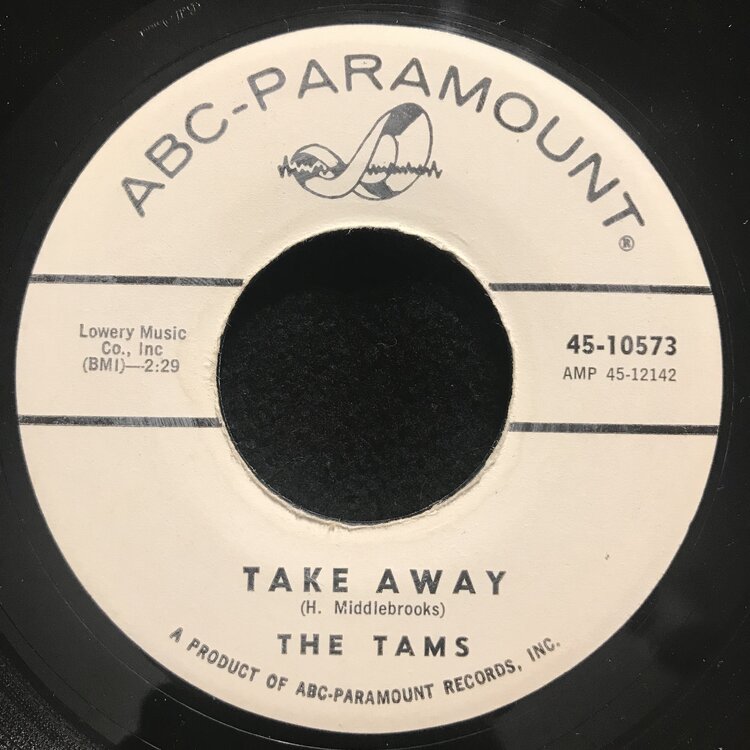 ABC-PARAMOUNT®
Lowery Music
Co., Inc
(BMI)—2:29
45-10573
AMP 45-12142
TAKE AWAY
(H. Middlebrooks)
THE TAMS
A PRODUCT OF ABC-PARAMOUNT RECORDS, INC.